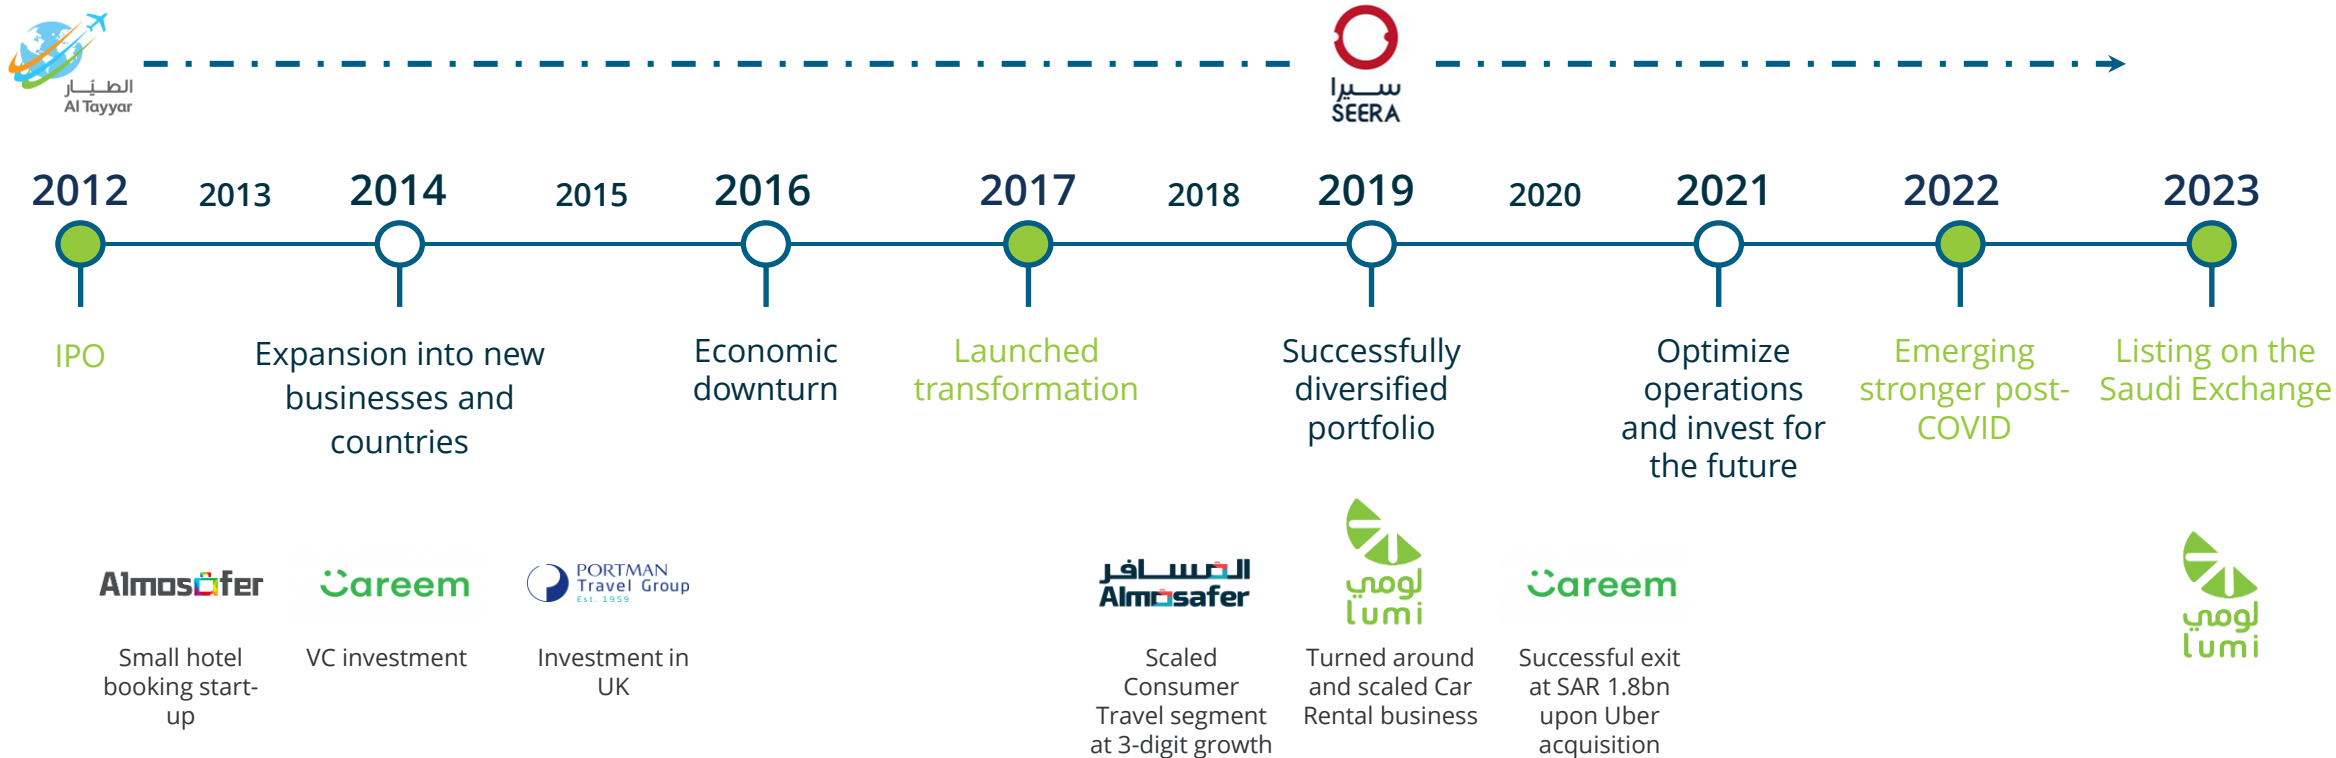 الطيّار
Al Tayyar
سيرا
SEERA
2012
2013
2014
2015
2016
2017
2018
2019
2020
2021
2022
2023
IPO
Expansion into new
businesses and
countries
Economic
downturn
Launched
transformation
Successfully
diversified
portfolio
Optimize
operations
and invest for
the future
Emerging
stronger post-
COVID
Listing on the
Saudi Exchange
Almosafer
Small hotel
booking start-
up
Careem
VC investment
PORTMAN
Travel Group
Est. 1959
Investment in
UK
المسافر
Almosafer
Scaled
Consumer
Travel segment
at 3-digit growth
لومي
lumi
Turned around
and scaled Car
Rental business
Careem
Successful exit
at SAR 1.8bn
upon Uber
acquisition
لومي
lumi